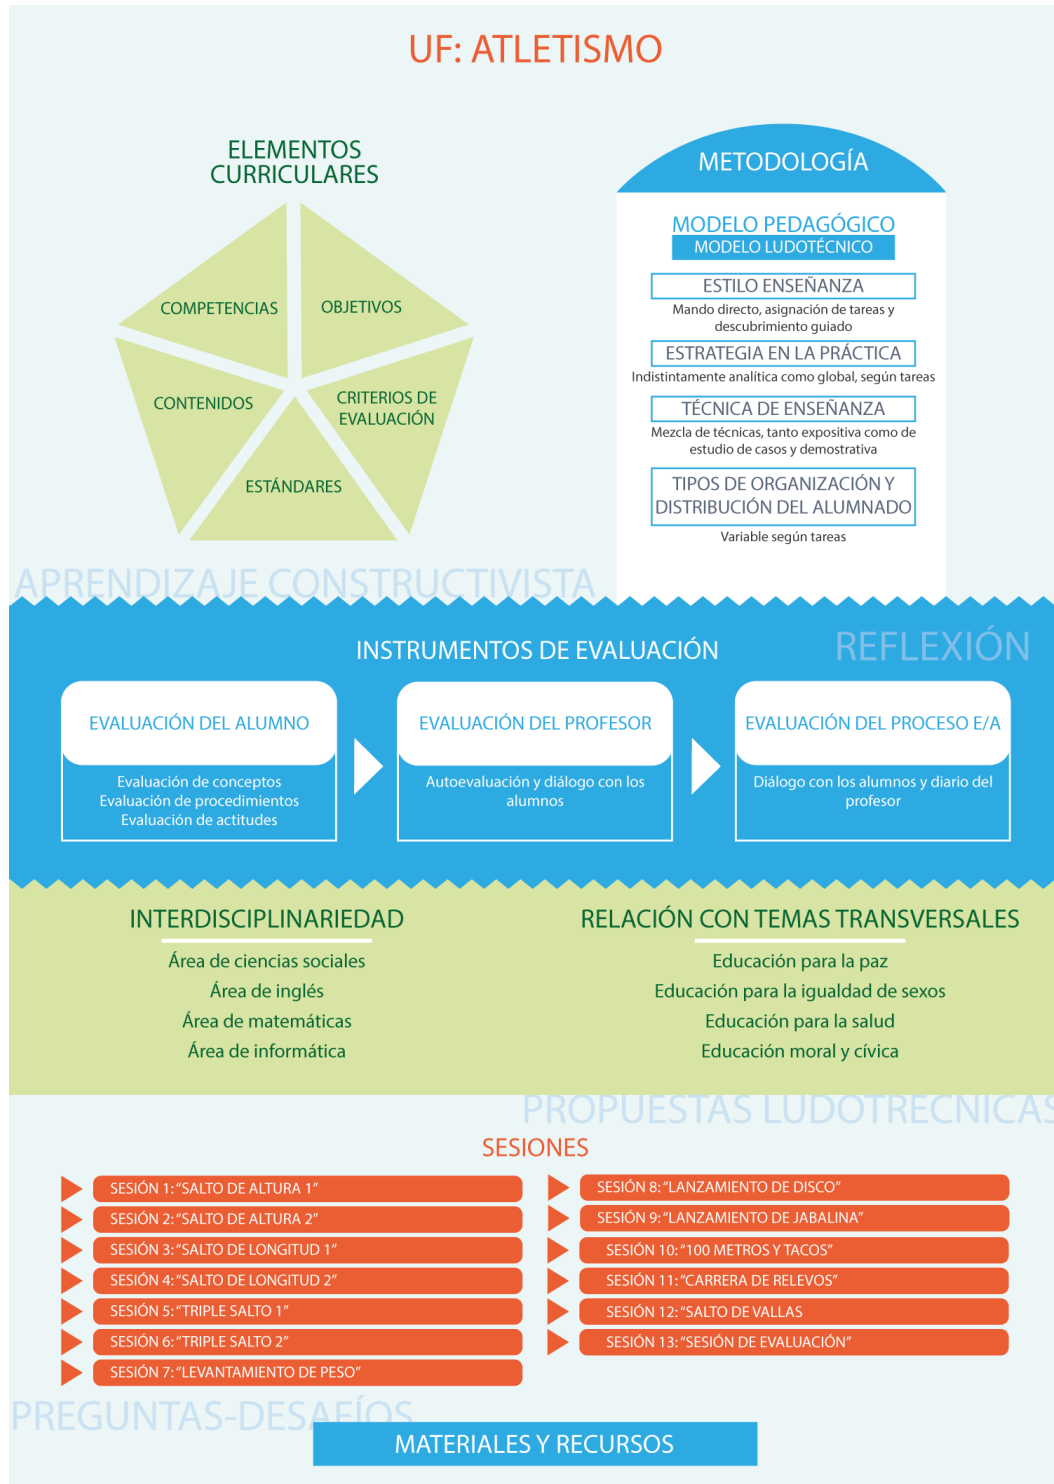 UF: ATLETISMO
ELEMENTOS
CURRICULARES
COMPETENCIAS
OBJETIVOS
CONTENIDOS
CRITERIOS DE
EVALUACIÓN
ESTÁNDARES
METODOLOGÍA
MODELO PEDAGÓGICO
MODELO LUDOTÉCNICO
ESTILO ENSEÑANZA
Mando directo, asignación de tareas y
descubrimiento guiado
ESTRATEGIA EN LA PRÁCTICA
Indistintamente analítica como global, según tareas
TÉCNICA DE ENSEÑANZA
Mezcla de técnicas, tanto expositiva como de
estudio de casos y demostrativa
TIPOS DE ORGANIZACIÓN Y
DISTRIBUCIÓN DEL ALUMNADO
Variable según tareas
APRENDIZAJE CONSTRUCTIVISTA
REFLEXIÓN
INSTRUMENTOS DE EVALUACIÓN
EVALUACIÓN DEL ALUMNO
Evaluación de conceptos
Evaluación de procedimientos
Evaluación de actitudes
EVALUACIÓN DEL PROFESOR
Autoevaluación y diálogo con los
alumnos
EVALUACIÓN DEL PROCESO E/A
Diálogo con los alumnos y diario del
profesor
INTERDISCIPLINARIEDAD
Área de ciencias sociales
Área de inglés
Área de matemáticas
Área de informática
RELACIÓN CON TEMAS TRANSVERSALES
Educación para la paz
Educación para la igualdad de sexos
Educación para la salud
Educación moral y cívica
PROPUESTAS LUDOTRECNICAS
SESIONES
SESIÓN 1: “SALTO DE ALTURA 1”
SESIÓN 2: “SALTO DE ALTURA 2”
SESIÓN 3: “SALTO DE LONGITUD 1”
SESIÓN 4: “SALTO DE LONGITUD 2”
SESIÓN 5: “TRIPLE SALTO 1”
SESIÓN 6: “TRIPLE SALTO 2”
SESIÓN 7: “LEVANTAMIENTO DE PESO”
SESIÓN 8: “LANZAMIENTO DE DISCO”
SESIÓN 9: “LANZAMIENTO DE JABALINA”
SESIÓN 10: “100 METROS Y TACOS”
SESIÓN 11: “CARRERA DE RELEVOS”
SESIÓN 12: “SALTO DE VALLAS
SESIÓN 13: “SESIÓN DE EVALUACIÓN”
PREGUNTAS-DESAFÍOS
MATERIALES Y RECURSOS